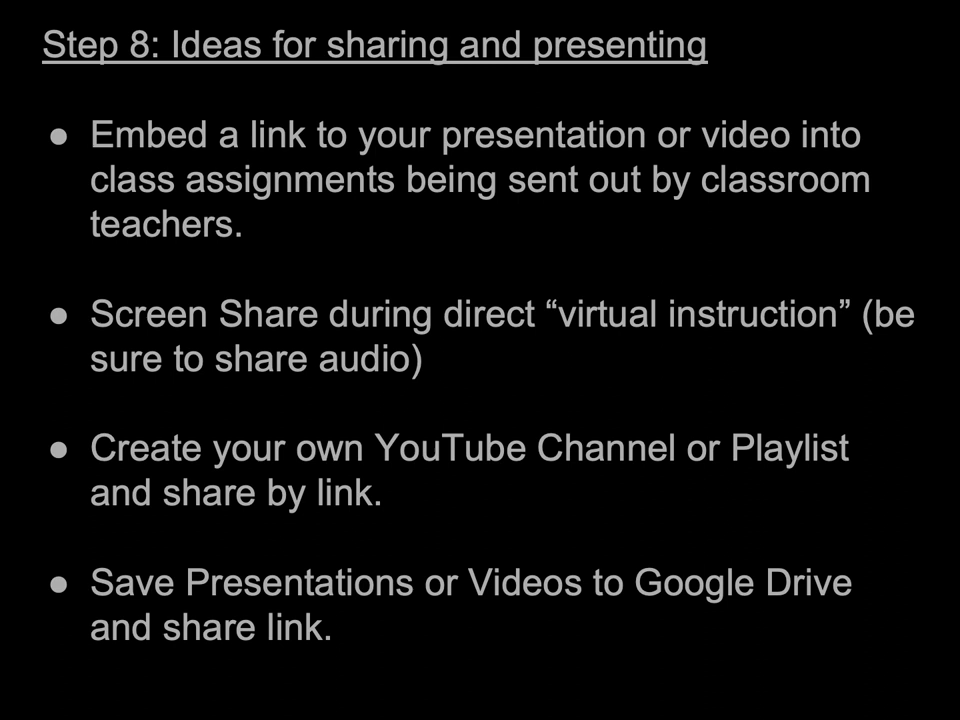 Step 8: Ideas for sharing and presenting
● Embed a link to your presentation or video into
class assignments being sent out by classroom
teachers.
● Screen Share during direct “virtual instruction” (be
sure to share audio)
● Create your own YouTube Channel or Playlist
and share by link.
● Save Presentations or Videos to Google Drive
and share link.